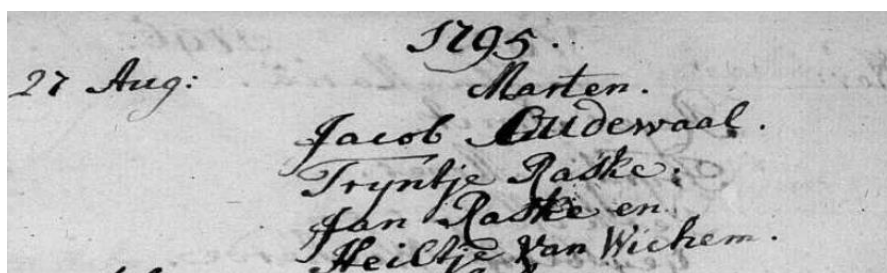 1795.
27 Aug: Marten.
Jacob Oudewaal.
Tryntje Raske.
Jan Raske en
Heiltje Van Wichem.